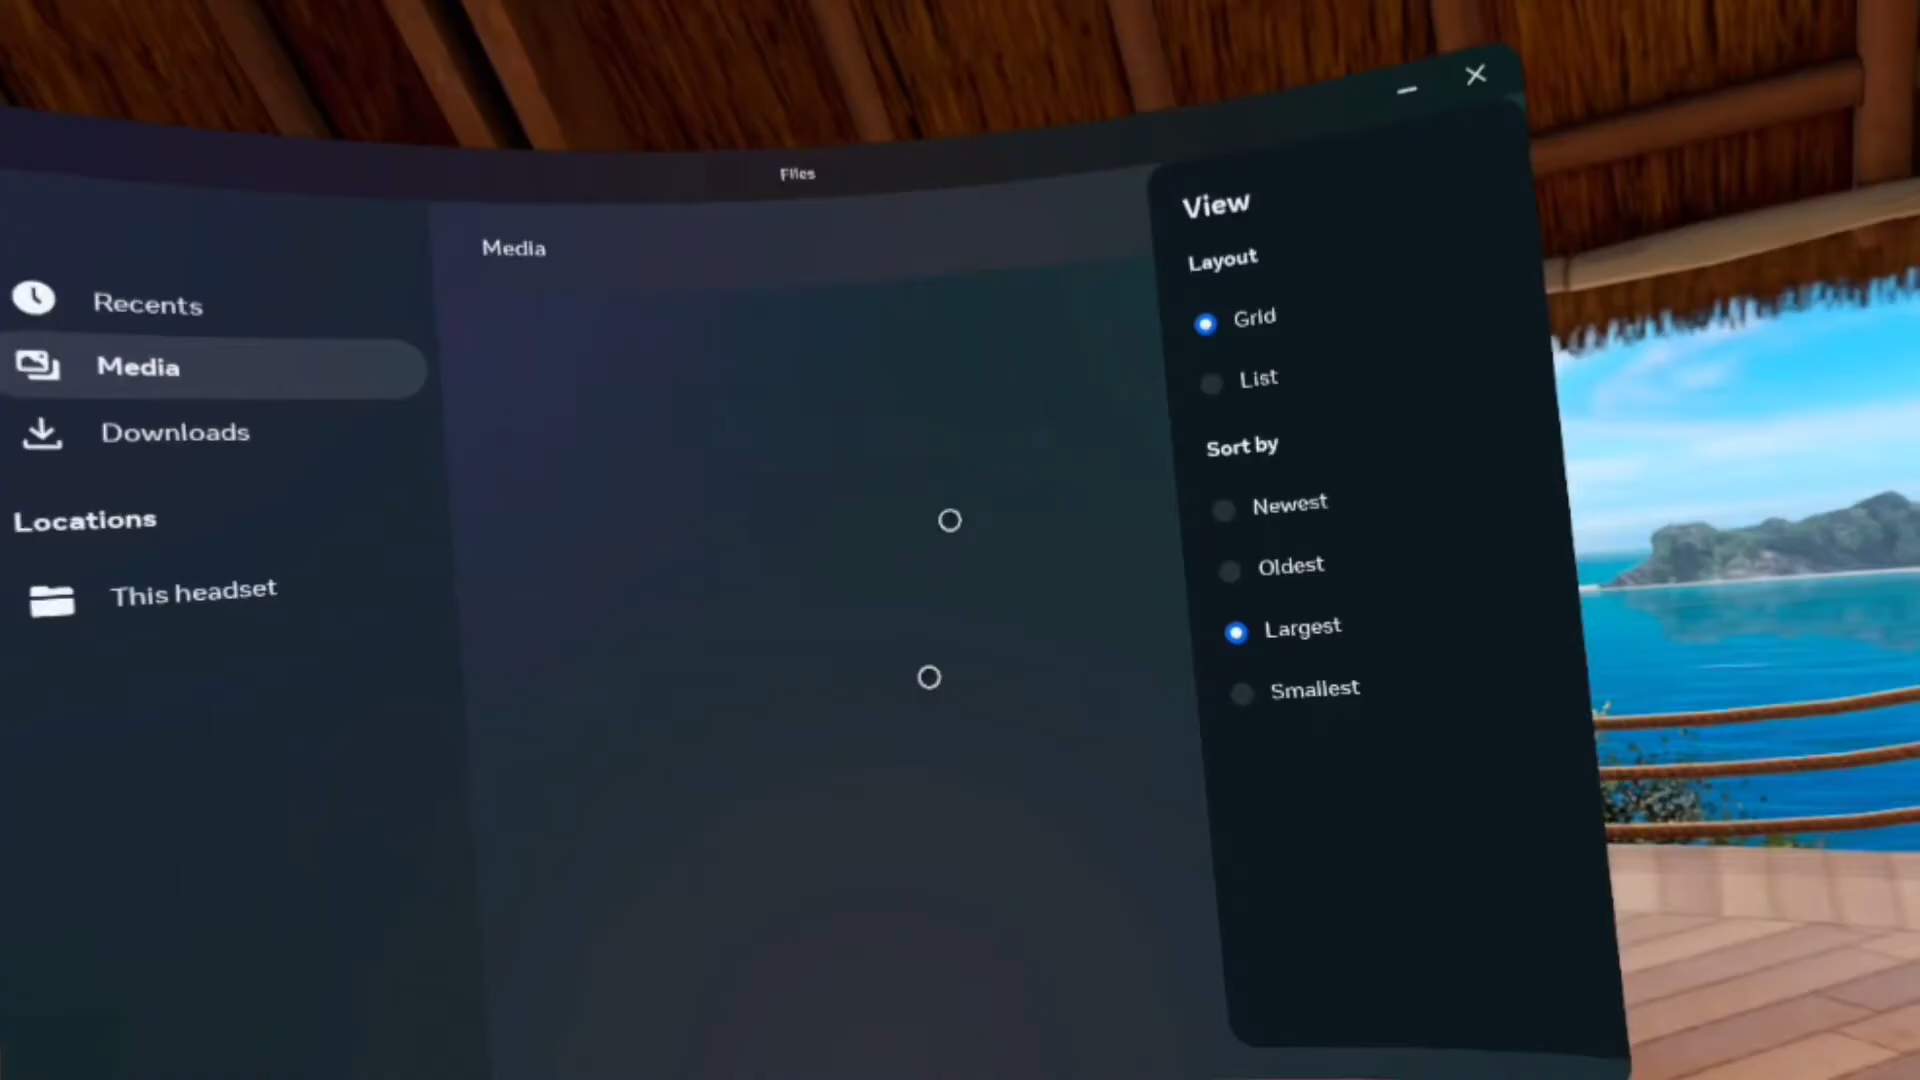 Files
Recents
Media
Downloads
Locations
This headset
Media
View
Layout
Grid
List
Sort by
Newest
Oldest
Largest
Smallest